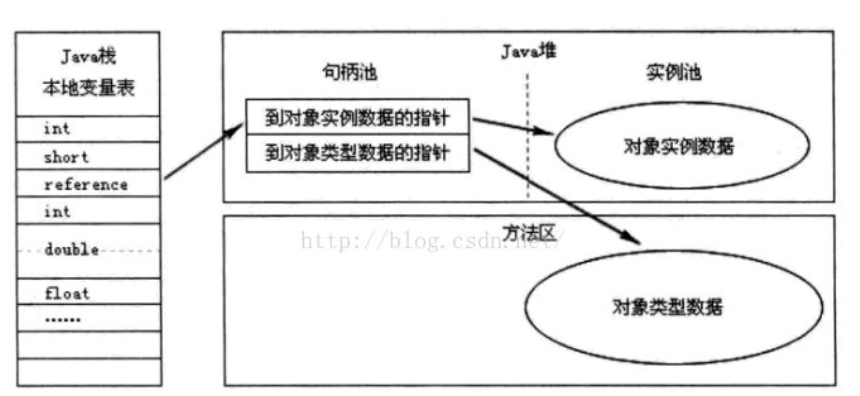 Java栈
本地变量表
int
short
reference
int
double
float
……
Java堆
句柄池
实例池
到对象实例数据的指针
到对象类型数据的指针
对象实例数据
方法区
http://blog.csdn.net/
对象类型数据